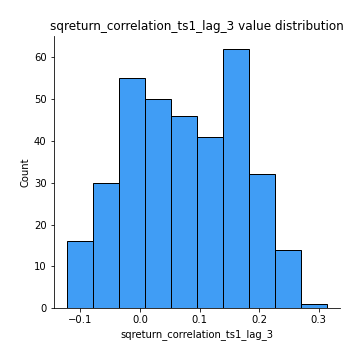 sqreturn_correlation_ts1_lag_3 value distribution
60
50
40
30
20
10
0
Count
−0.1 0.0 0.1 0.2 0.3
sqreturn_correlation_ts1_lag_3